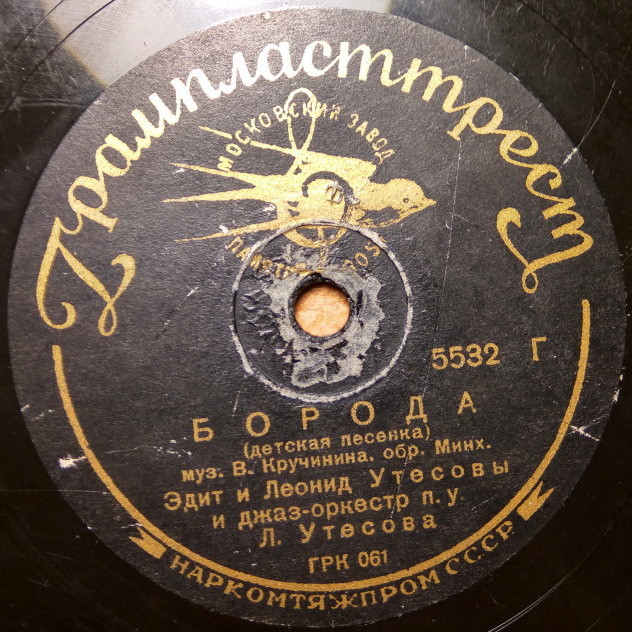 Грампласттрест
МОСКОВСКИЙ ЗАВОД
ПАМЯТИ
5532 Г
БОРОДА
(детская песенка)
муз. В. Кручинина, обр. Минх.
Эдит и Леонид Утесовы
и джаз-оркестр п. у.
Л. Утесова
ГРК 061
НАРКОМТЯЖПРОМ СССР